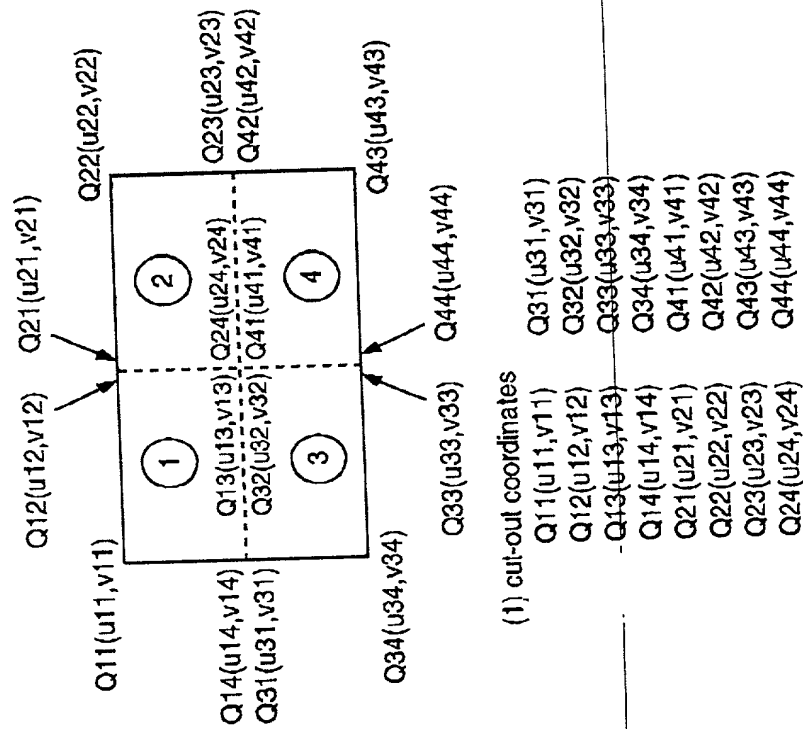 Q12(u12,v12)
Q21(u21,v21)
Q11(u11,v11)
Q22(u22,v22)
1
2
Q14(u14,v14)
Q13(u13,v13)
Q24(u24,v24)
Q23(u23,v23)
Q31(u31,v31)
Q32(u32,v32)
Q41(u41,v41)
Q42(u42,v42)
3
4
Q34(u34,v34)
Q43(u43,v43)
Q33(u33,v33)
Q44(u44,v44)
(1) cut-out coordinates
Q11(u11,v11) Q31(u31,v31)
Q12(u12,v12) Q32(u32,v32)
Q13(u13,v13) Q33(u33,v33)
Q14(u14,v14) Q34(u34,v34)
Q21(u21,v21) Q41(u41,v41)
Q22(u22,v22) Q42(u42,v42)
Q23(u23,v23) Q43(u43,v43)
Q24(u24,v24) Q44(u44,v44)